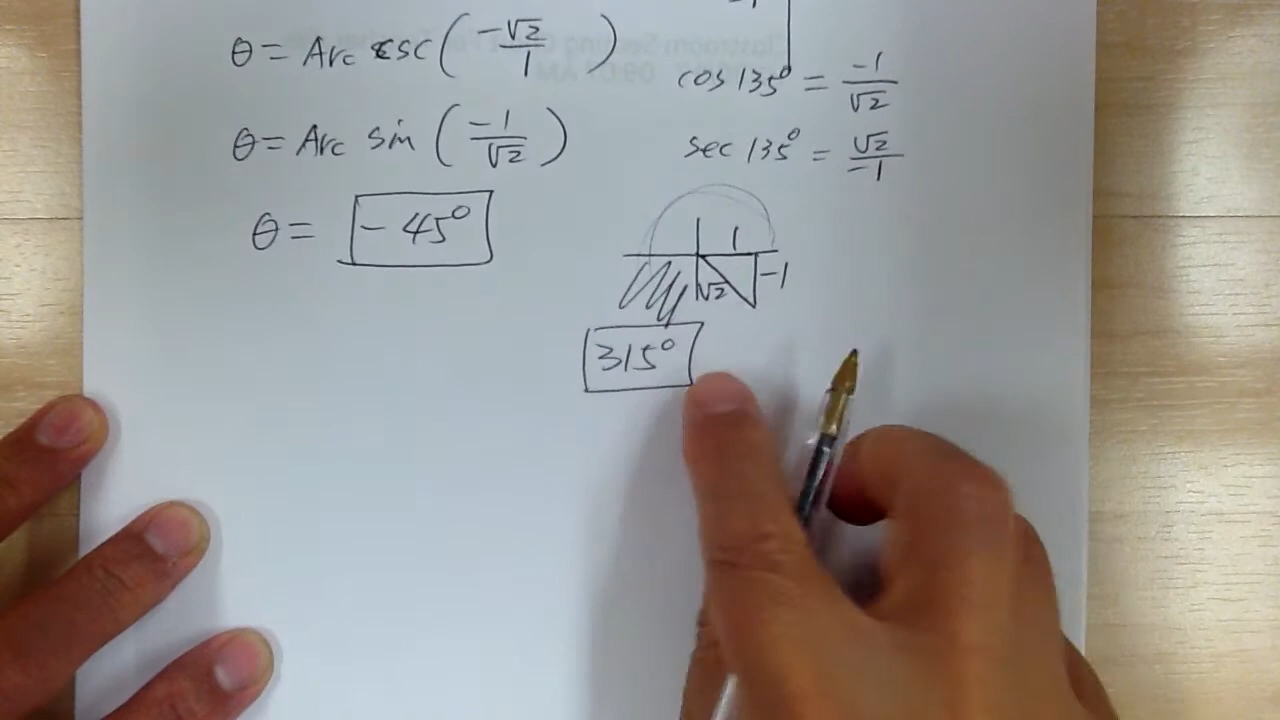 θ = Arc csc(-√2/1)
θ = Arc sin(-1/√2)
θ = -45°
-1
cos 135° = -1/√2
sec 135° = √2/-1
1
-1
√2
315°